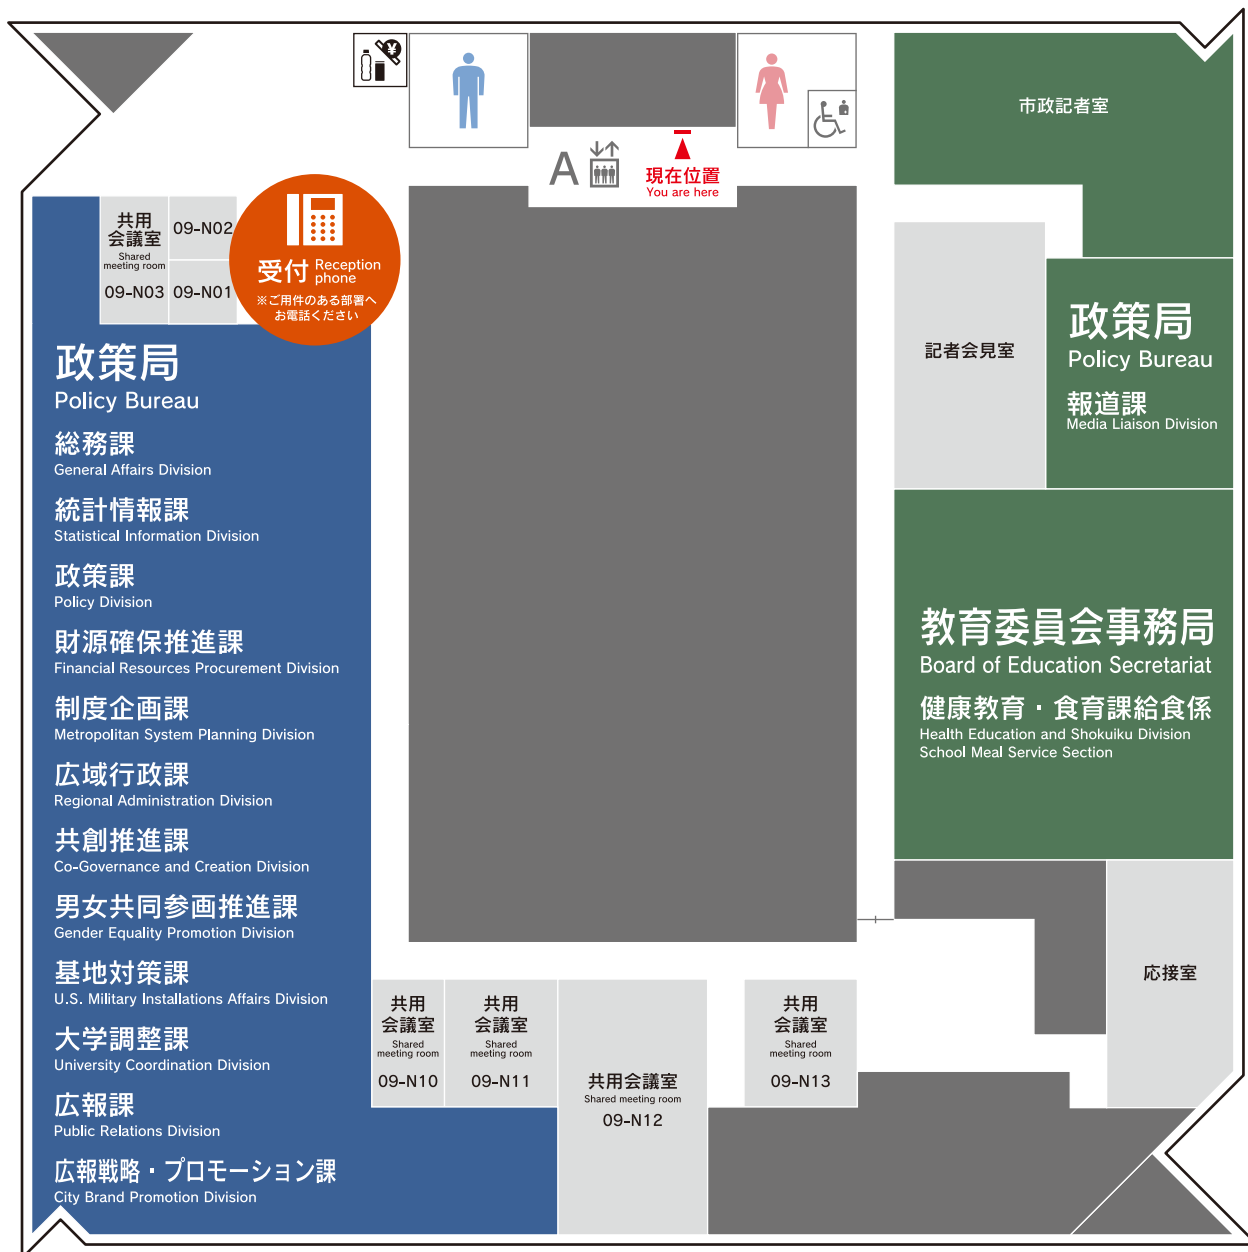 ¥
市政記者室
A
現在位置
You are here
共用
会議室
Shared
meeting room
09-N03
09-N02
09-N01
受付 Reception phone
※ご用件のある部署へ
お電話ください
政策局
Policy Bureau
総務課
General Affairs Division
統計情報課
Statistical Information Division
政策課
Policy Division
財源確保推進課
Financial Resources Procurement Division
制度企画課
Metropolitan System Planning Division
広域行政課
Regional Administration Division
共創推進課
Co-Governance and Creation Division
男女共同参画推進課
Gender Equality Promotion Division
基地対策課
U.S. Military Installations Affairs Division
大学調整課
University Coordination Division
広報課
Public Relations Division
広報戦略・プロモーション課
City Brand Promotion Division
記者会見室
政策局
Policy Bureau
報道課
Media Liaison Division
教育委員会事務局
Board of Education Secretariat
健康教育・食育課給食係
Health Education and Shokuiku Division
School Meal Service Section
応接室
共用
会議室
Shared
meeting room
09-N10
共用
会議室
Shared
meeting room
09-N11
共用会議室
Shared meeting room
09-N12
共用
会議室
Shared
meeting room
09-N13